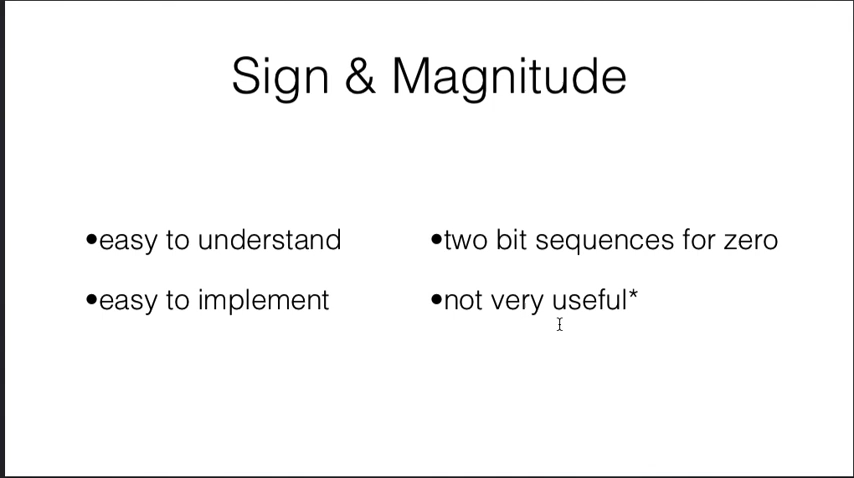 Sign & Magnitude
•easy to understand
•easy to implement
•two bit sequences for zero
•not very useful*